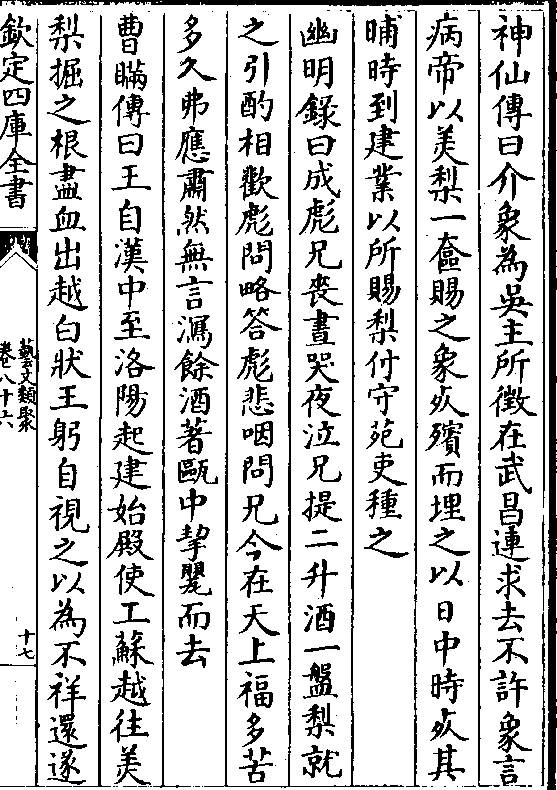 神仙傳曰介象為吳主所徵在武昌連求去不許象言
病帝以美梨一奩賜之象死殯而埋之以日中時死其
晡時到建業以所賜梨付守苑吏種之
幽明錄曰成彪兄喪晝哭夜泣兄提二升酒一盤梨就
之引酌相歡彪問略答彪悲咽問兄今在天上福多苦
多久弗應肅然無言瀉餘酒著甌中挈甖而去
曹瞞傳曰王自漢中至洛陽起建始殿使工蘇越往美
梨掘之根盡血出越白狀王躬自視之以為不祥還遂
欽定四庫全書
藝文類聚
卷八十六
十七